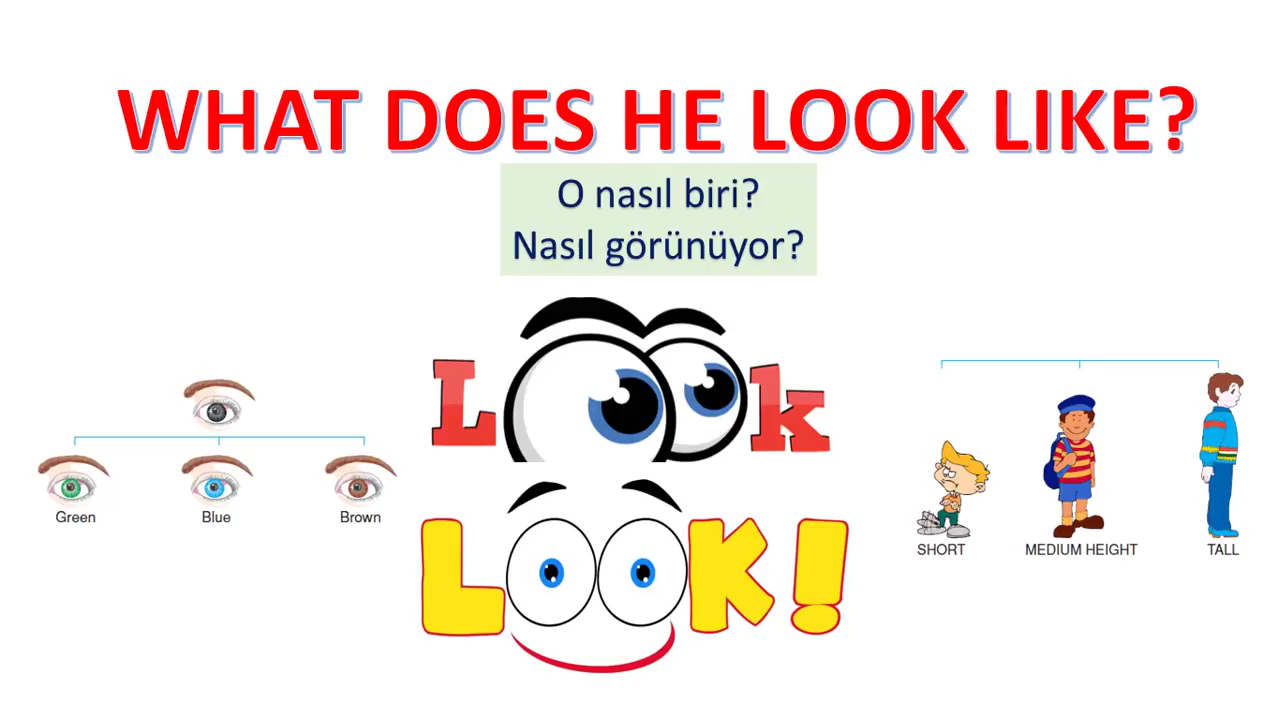 WHAT DOES HE LOOK LIKE?
O nasıl biri?
Nasıl görünüyor?
Look
LOOK!
Green
Blue
Brown
SHORT
MEDIUM HEIGHT
TALL